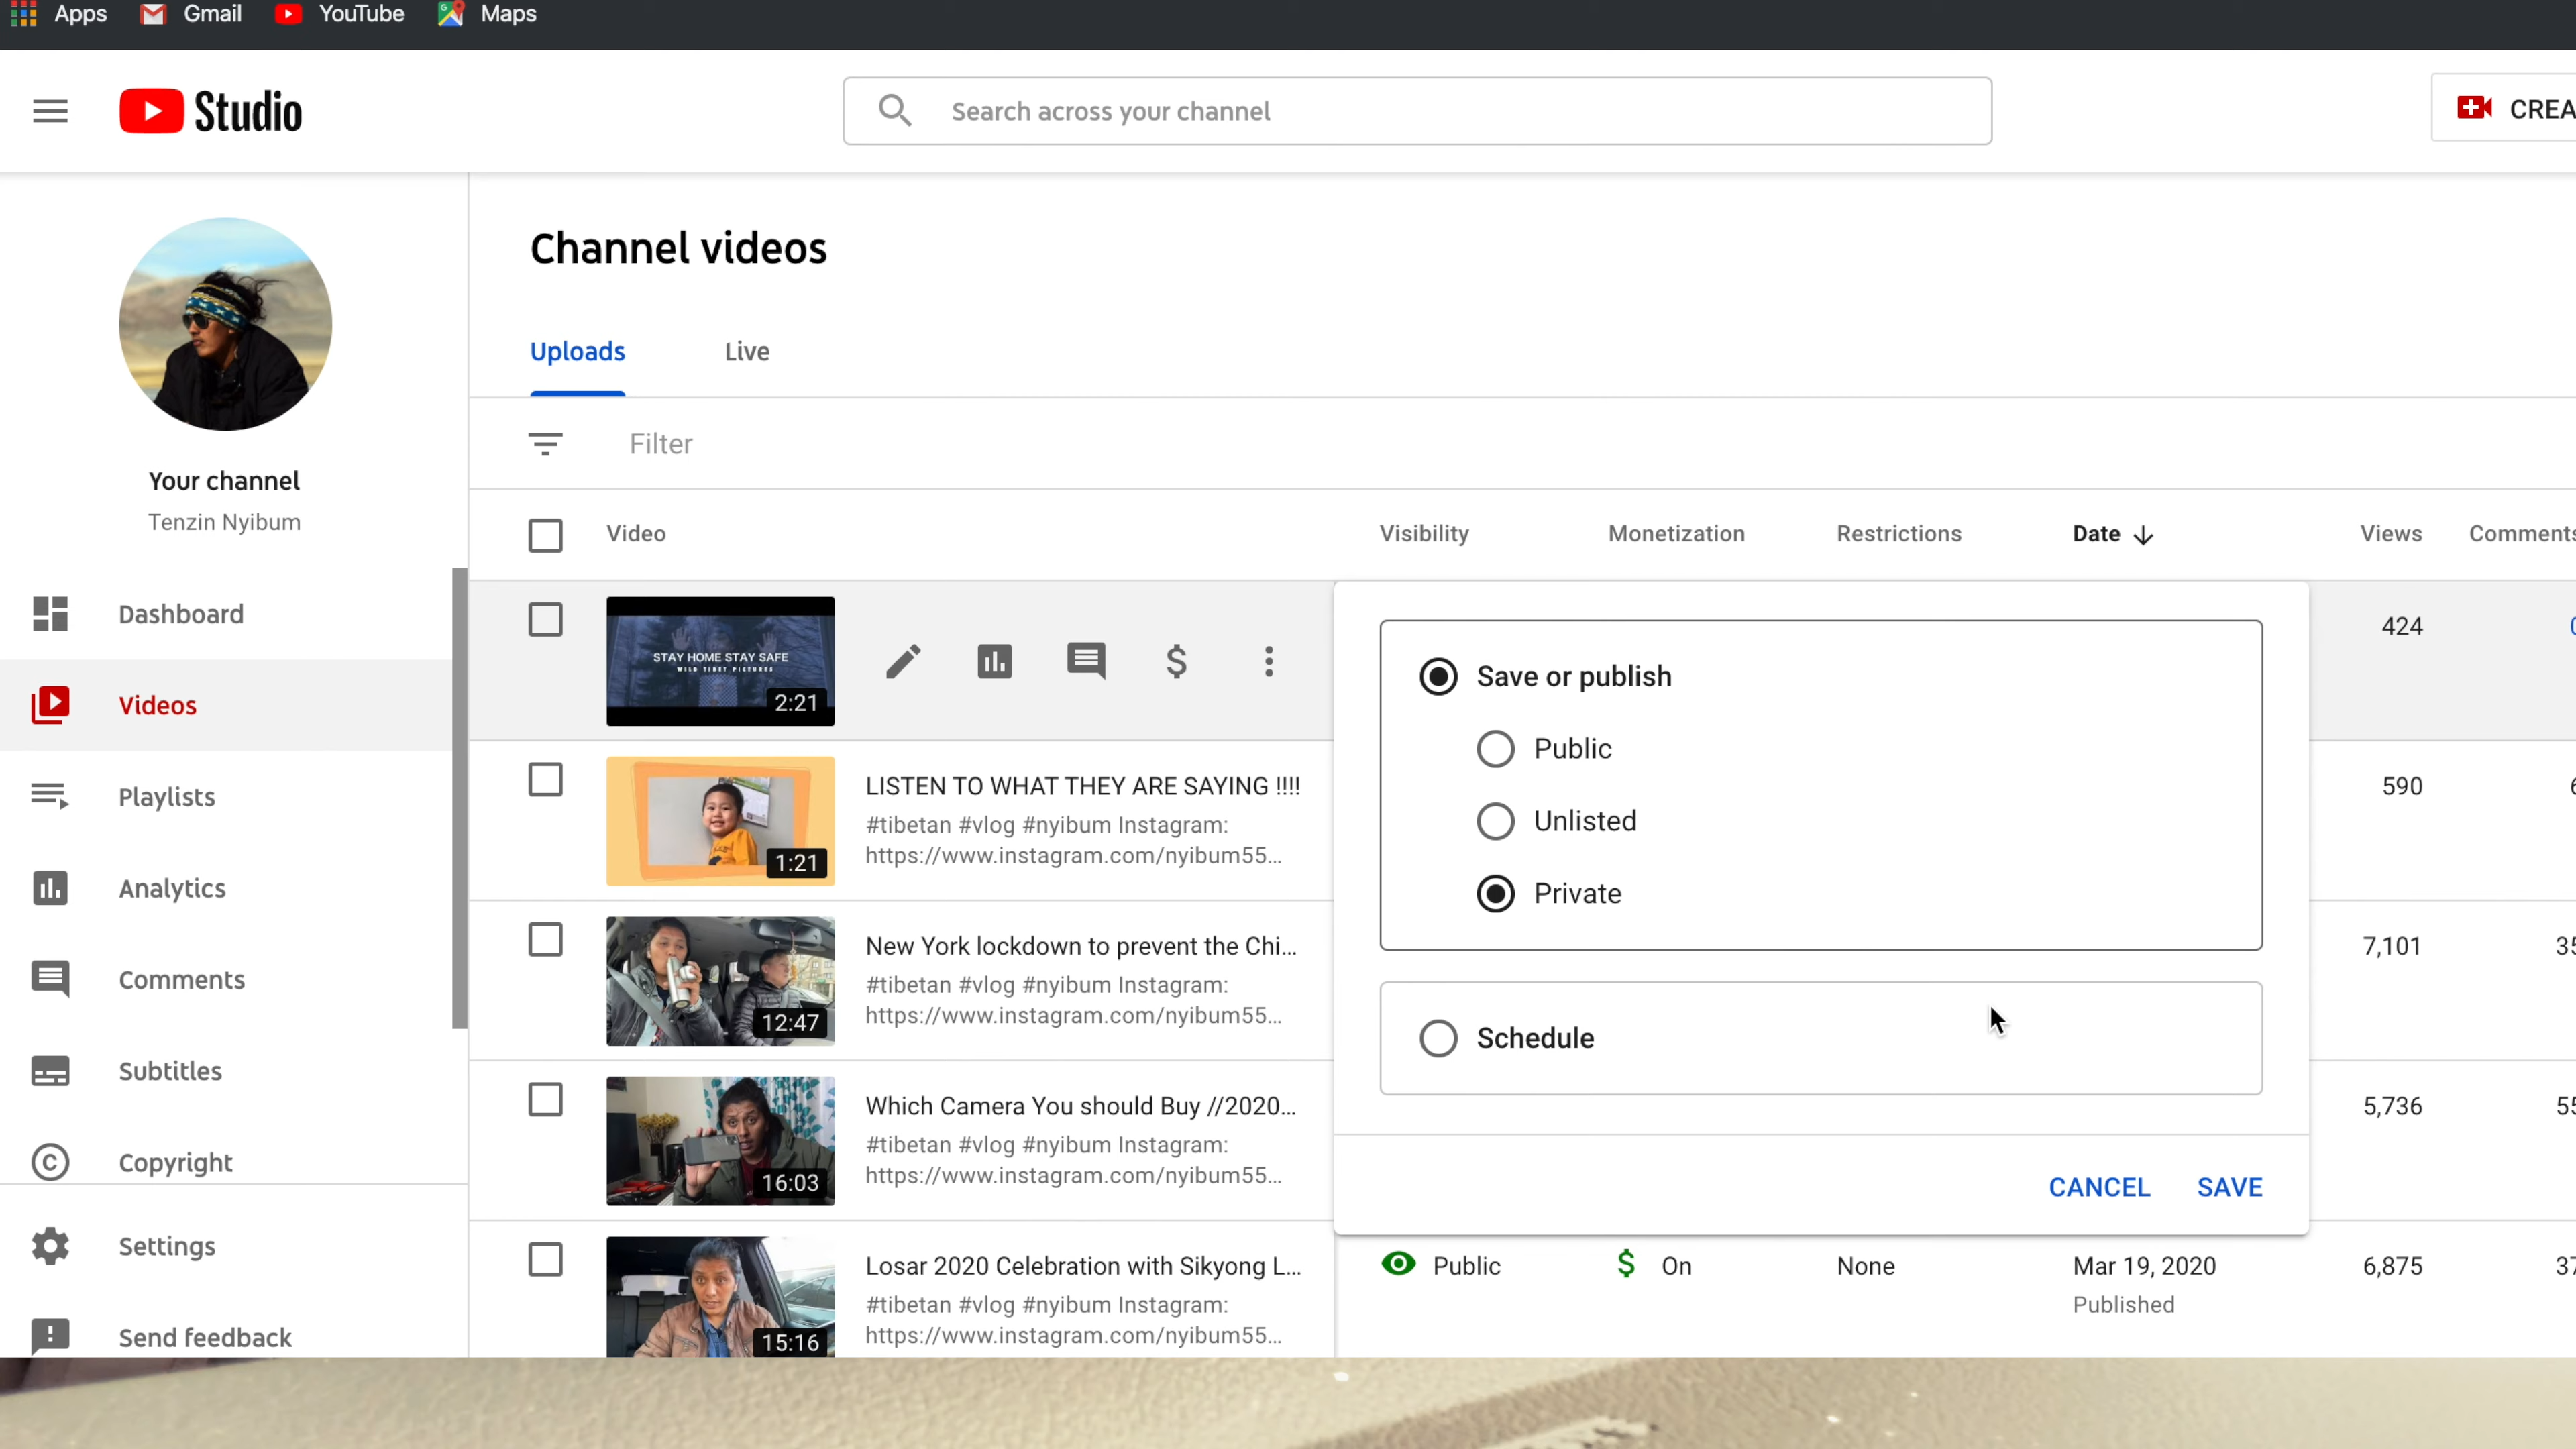 Apps Gmail YouTube Maps
Studio
Search across your channel
Your channel
Tenzin Nyibum
Dashboard
Videos
Playlists
Analytics
Comments
Subtitles
Copyright
Settings
Send feedback
Channel videos
Uploads Live
Filter
Video Visibility Monetization Restrictions Date Views
STAY HOME STAY SAFE
WILD TIBET PICTURES
2:21
424
LISTEN TO WHAT THEY ARE SAYING !!!!
#tibetan #vlog #nyibum Instagram:
https://www.instagram.com/nyibum55...
1:21
590
New York lockdown to prevent the Chi...
#tibetan #vlog #nyibum Instagram:
https://www.instagram.com/nyibum55...
12:47
7,101
Which Camera You should Buy //2020...
#tibetan #vlog #nyibum Instagram:
https://www.instagram.com/nyibum55...
16:03
5,736
Losar 2020 Celebration with Sikyong L...
#tibetan #vlog #nyibum Instagram:
https://www.instagram.com/nyibum55...
15:16
Public $ On None Mar 19, 2020 6,875
Published
Save or publish
Public
Unlisted
Private
Schedule
CANCEL SAVE